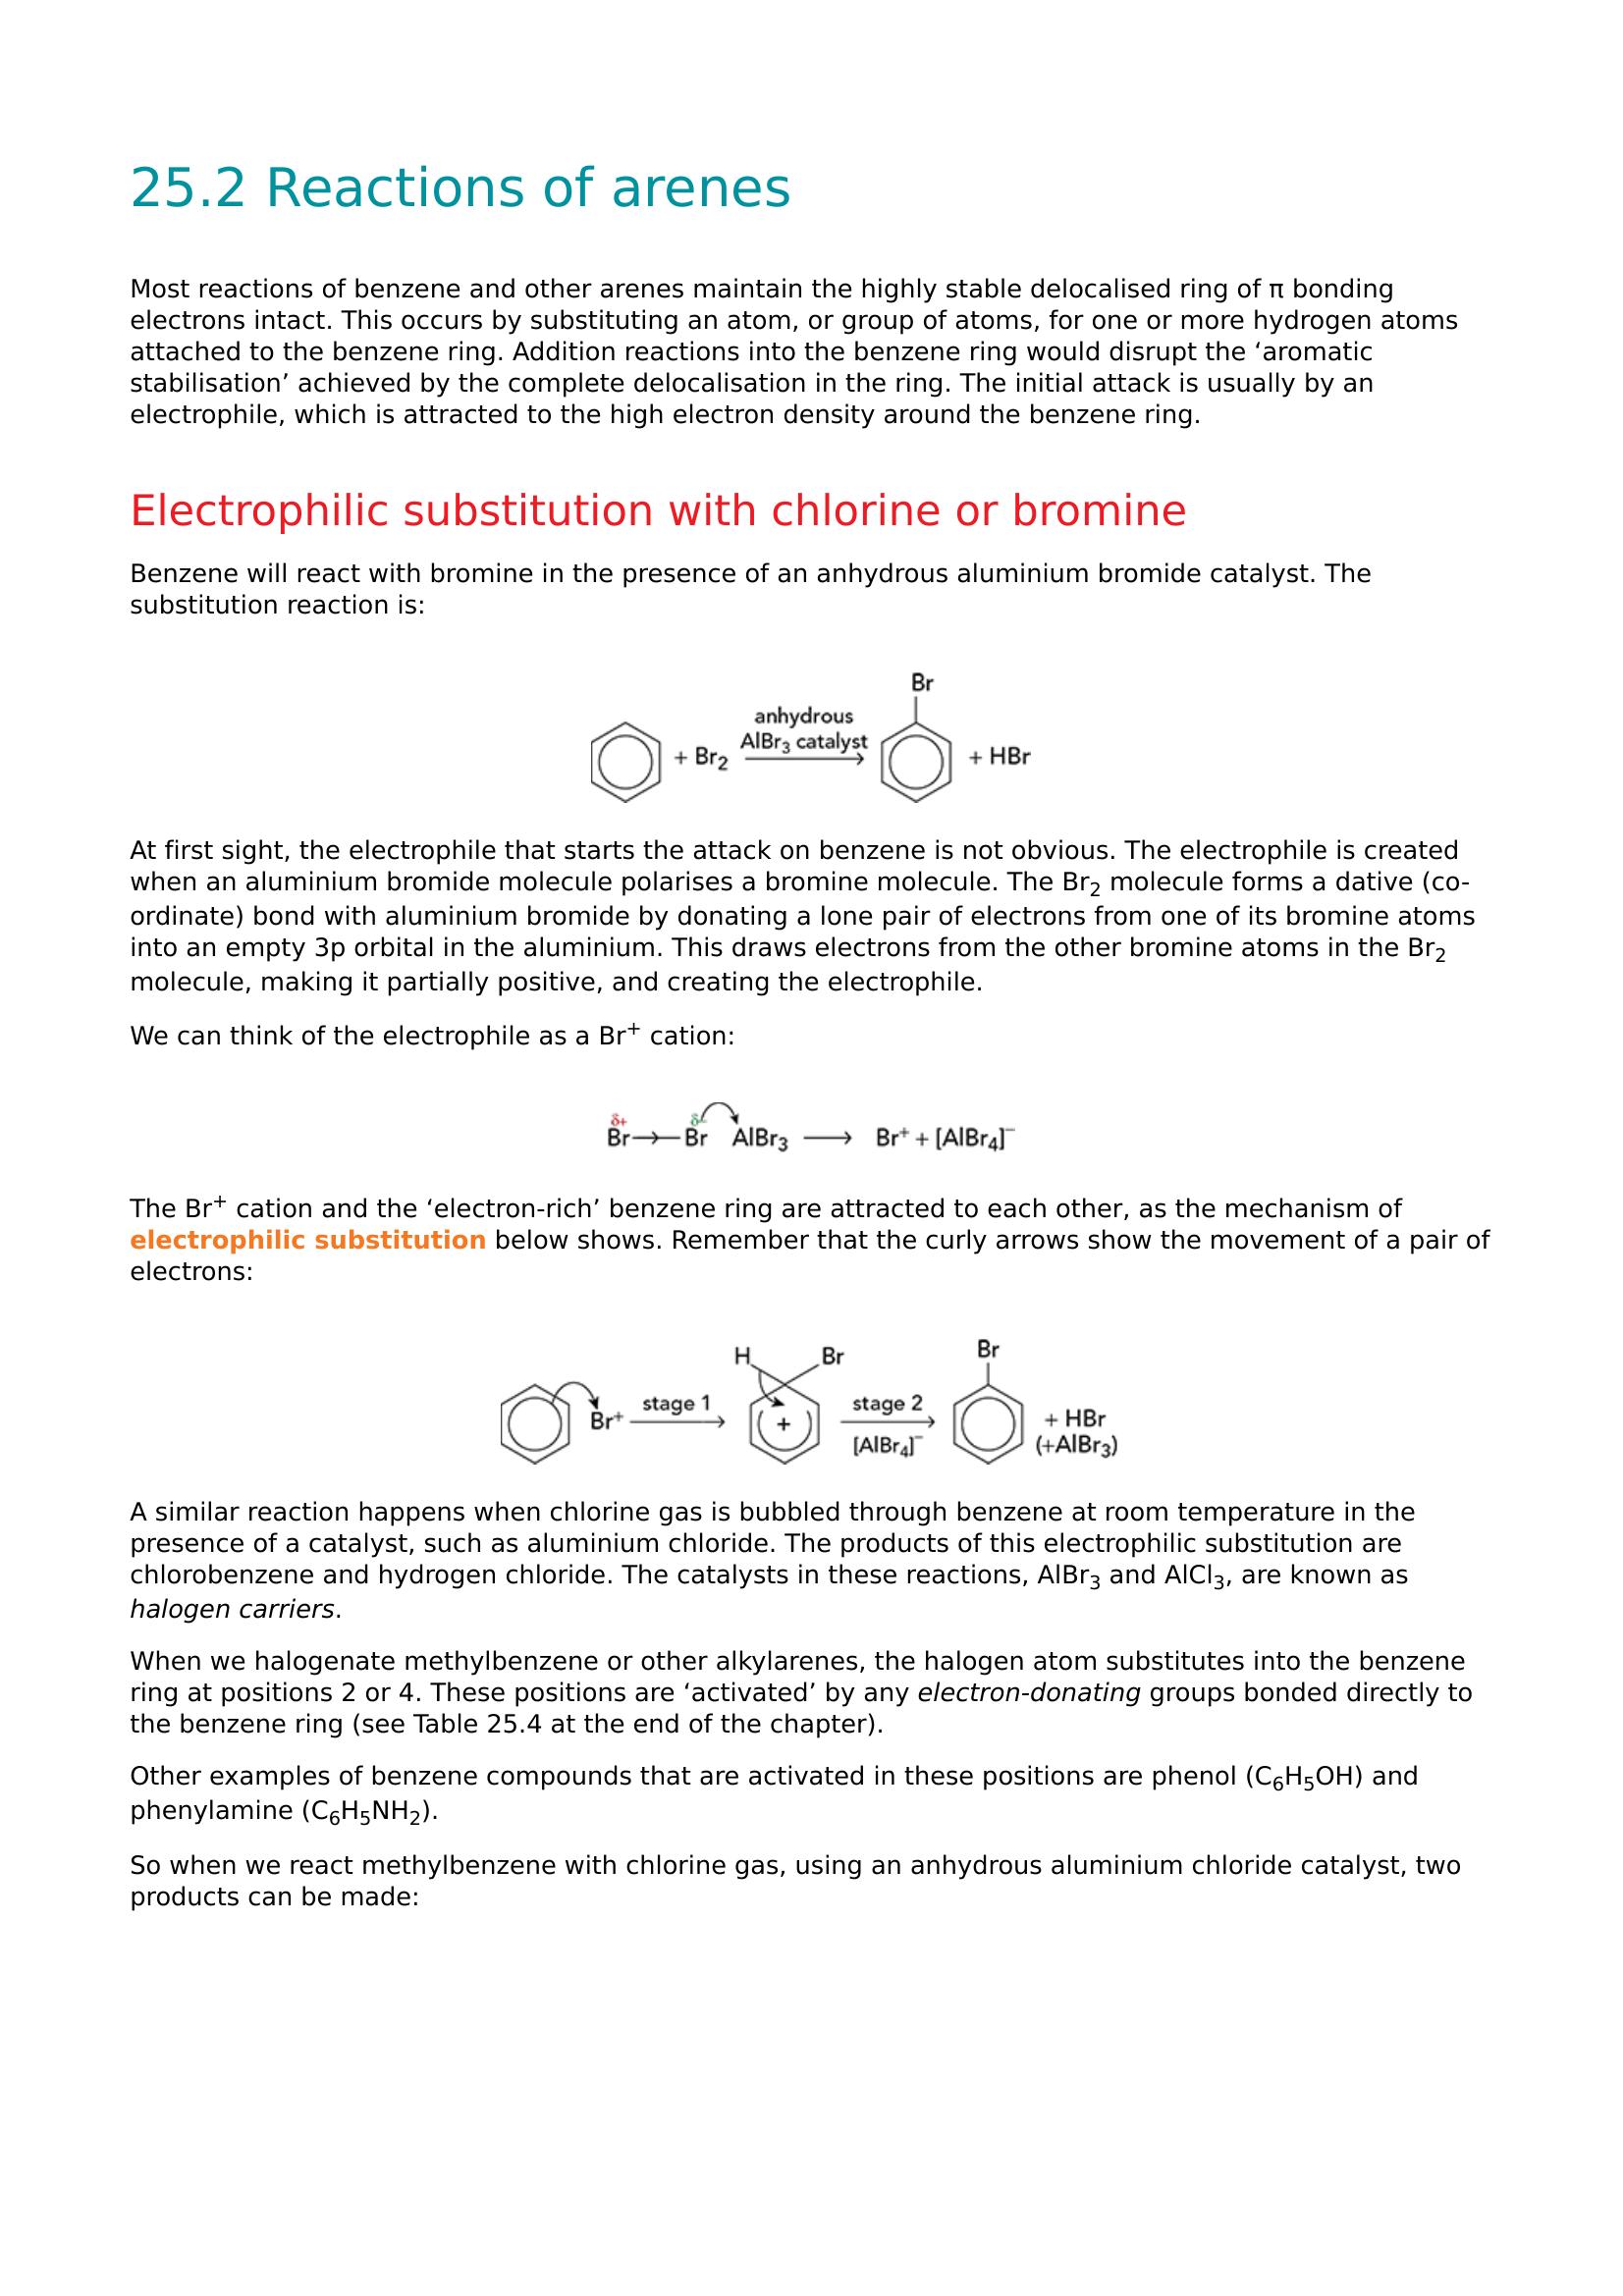 25.2 Reactions of arenes
Most reactions of benzene and other arenes maintain the highly stable delocalised ring of π bonding
electrons intact. This occurs by substituting an atom, or group of atoms, for one or more hydrogen atoms
attached to the benzene ring. Addition reactions into the benzene ring would disrupt the ‘aromatic
stabilisation’ achieved by the complete delocalisation in the ring. The initial attack is usually by an
electrophile, which is attracted to the high electron density around the benzene ring.
Electrophilic substitution with chlorine or bromine
Benzene will react with bromine in the presence of an anhydrous aluminium bromide catalyst. The
substitution reaction is:
Br
anhydrous
AlBr₃ catalyst
+ Br₂
+ HBr
At first sight, the electrophile that starts the attack on benzene is not obvious. The electrophile is created
when an aluminium bromide molecule polarises a bromine molecule. The Br₂ molecule forms a dative (co-
ordinate) bond with aluminium bromide by donating a lone pair of electrons from one of its bromine atoms
into an empty 3p orbital in the aluminium. This draws electrons from the other bromine atoms in the Br₂
molecule, making it partially positive, and creating the electrophile.
We can think of the electrophile as a Br⁺ cation:
δ+ δ-
Br Br AlBr₃ ⟶ Br⁺ + [AlBr₄]⁻
The Br⁺ cation and the ‘electron-rich’ benzene ring are attracted to each other, as the mechanism of
electrophilic substitution below shows. Remember that the curly arrows show the movement of a pair of
electrons:
Br
H Br
stage 1 stage 2
Br⁺ + + HBr
[AlBr₄]⁻ (+AlBr₃)
A similar reaction happens when chlorine gas is bubbled through benzene at room temperature in the
presence of a catalyst, such as aluminium chloride. The products of this electrophilic substitution are
chlorobenzene and hydrogen chloride. The catalysts in these reactions, AlBr₃ and AlCl₃, are known as
halogen carriers.
When we halogenate methylbenzene or other alkylarenes, the halogen atom substitutes into the benzene
ring at positions 2 or 4. These positions are ‘activated’ by any electron-donating groups bonded directly to
the benzene ring (see Table 25.4 at the end of the chapter).
Other examples of benzene compounds that are activated in these positions are phenol (C₆H₅OH) and
phenylamine (C₆H₅NH₂).
So when we react methylbenzene with chlorine gas, using an anhydrous aluminium chloride catalyst, two
products can be made: